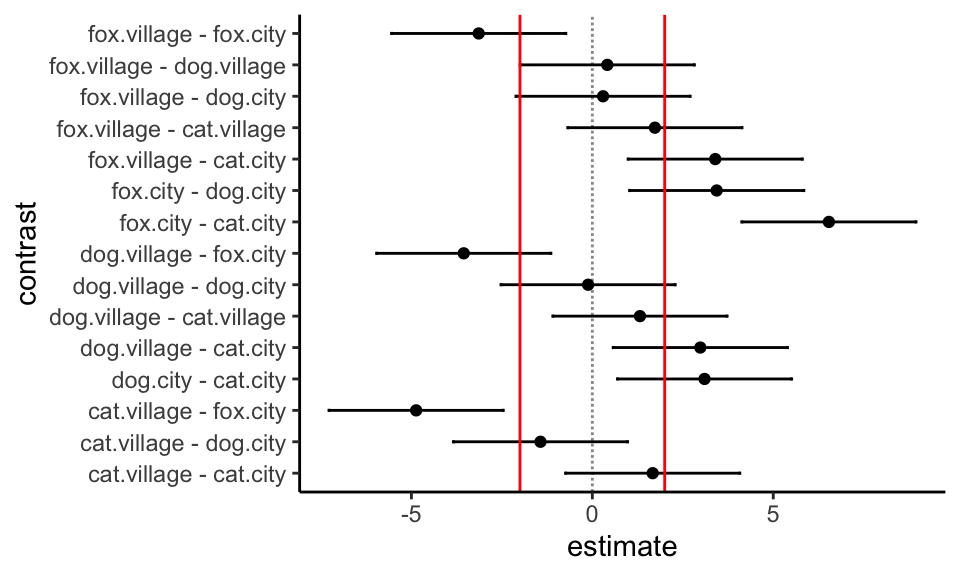 fox.village - fox.city
fox.village - dog.village
fox.village - dog.city
fox.village - cat.village
fox.village - cat.city
fox.city - dog.city
fox.city - cat.city
dog.village - fox.city
dog.village - dog.city
dog.village - cat.village
dog.village - cat.city
dog.city - cat.city
cat.village - fox.city
cat.village - dog.city
cat.village - cat.city
contrast
-5 0 5
estimate